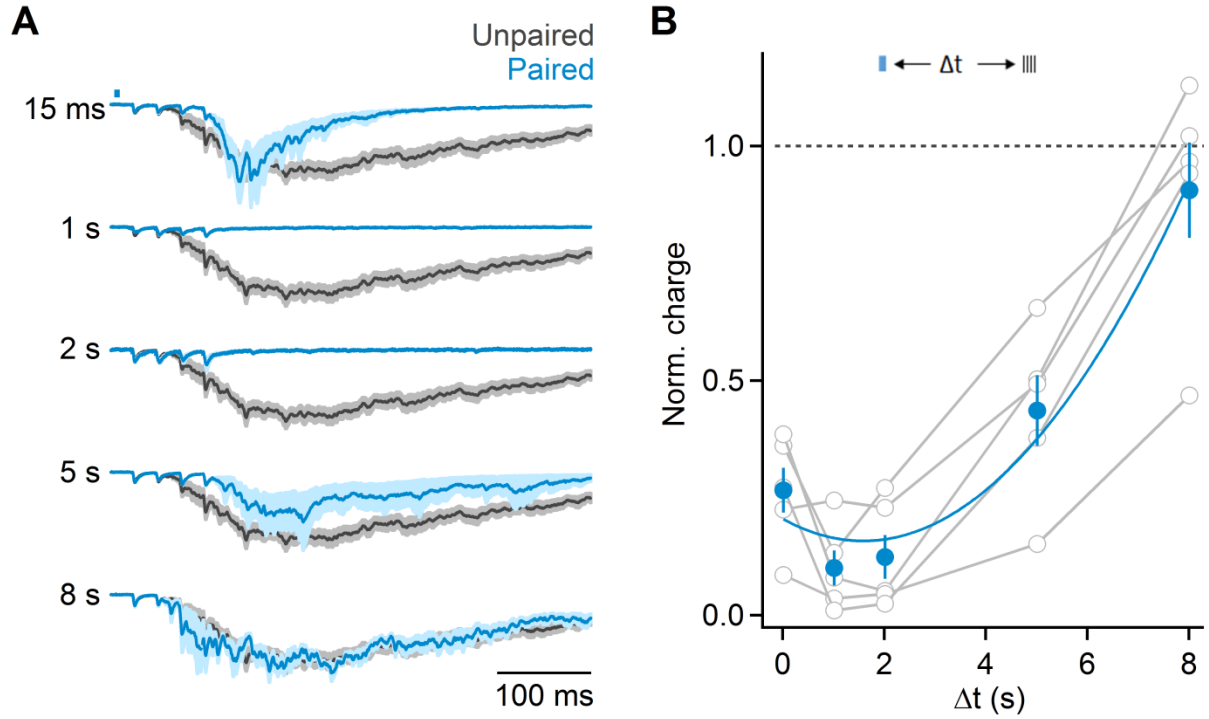 A
Unpaired
Paired
15 ms
1 s
2 s
5 s
8 s
100 ms
B
Δt
Norm. charge
1.0
0.5
0.0
0
2
4
6
8
Δt (s)